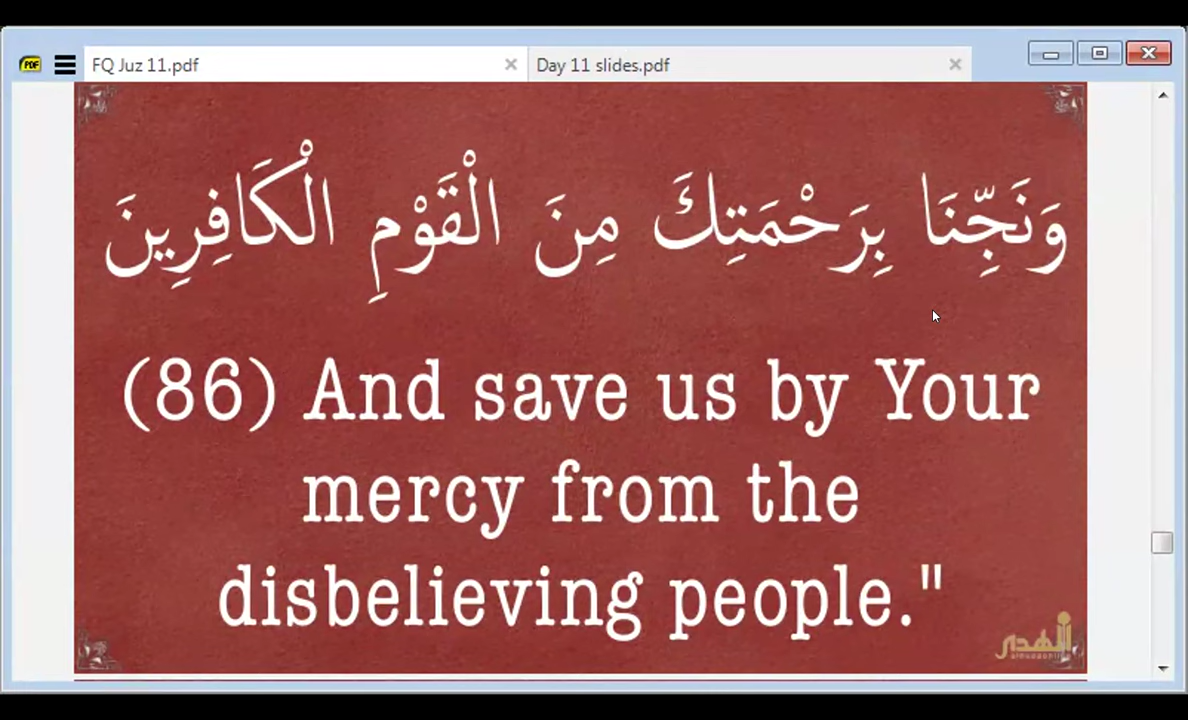 FQ Juz 11.pdf
Day 11 slides.pdf
وَنَجِّنَا بِرَحْمَتِكَ مِنَ الْقَوْمِ الْكَافِرِينَ
(86) And save us by Your
mercy from the
disbelieving people."
الهدى